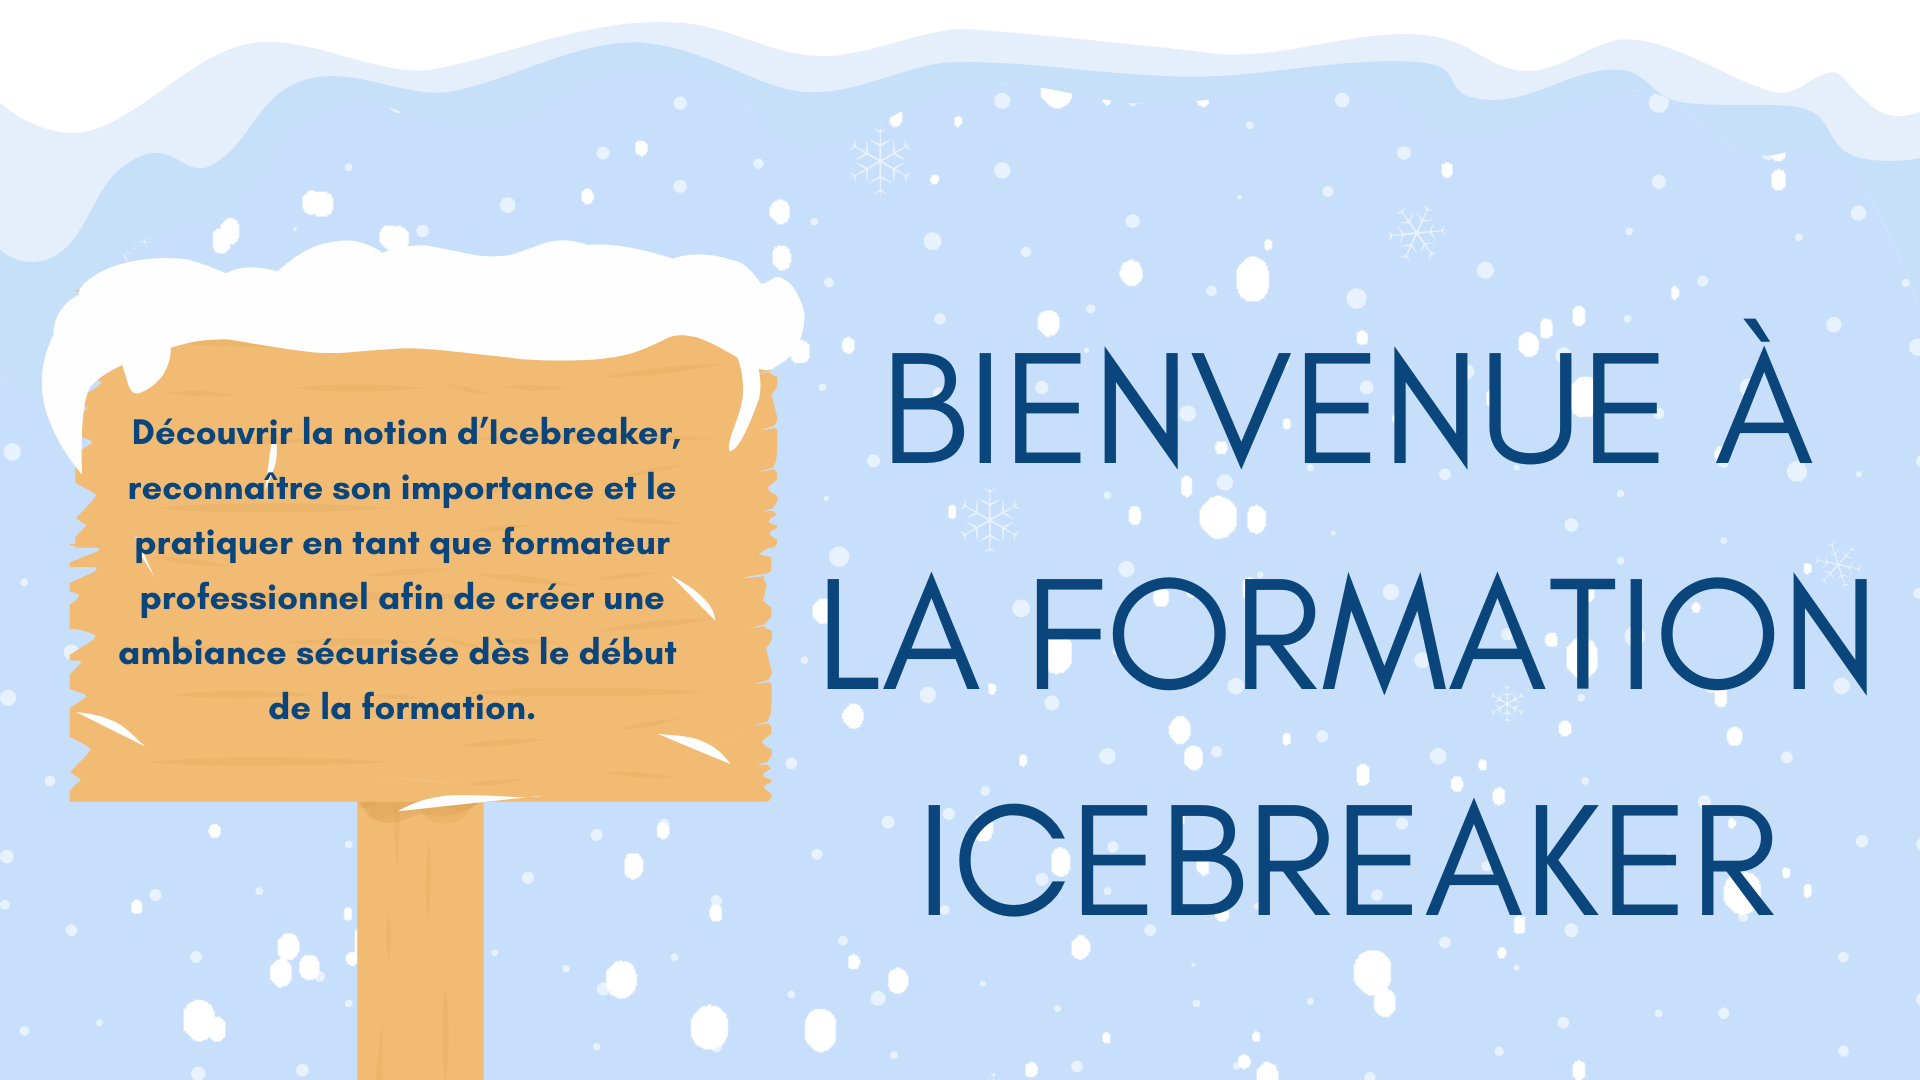 Découvrir la notion d’Icebreaker,
reconnaître son importance et le
pratiquer en tant que formateur
professionnel afin de créer une
ambiance sécurisée dès le début
de la formation.
BIENVENUE À
LA FORMATION
ICEBREAKER